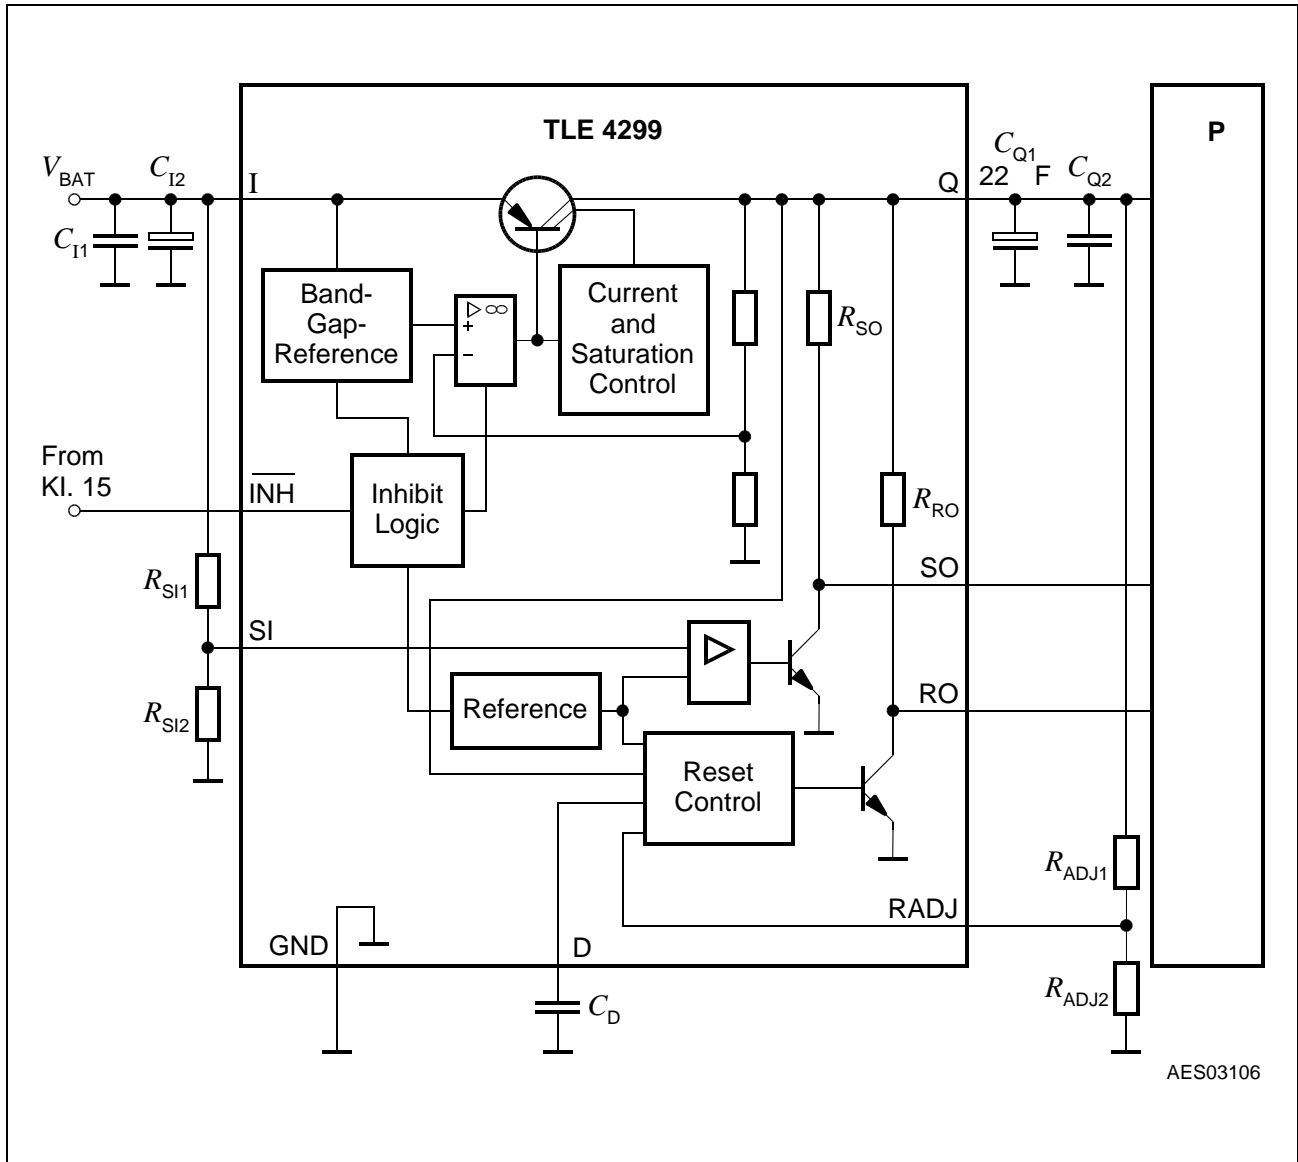 TLE 4299
P
V_BAT
C_I2
I
Q
C_Q1
22 F
C_Q2
C_I1
Band-
Gap-
Reference
▷ ∞
+
−
Current
and
Saturation
Control
R_SO
From
Kl. 15
INH
Inhibit
Logic
R_RO
R_SI1
SO
SI
R_SI2
Reference
RO
Reset
Control
R_ADJ1
RADJ
GND
D
R_ADJ2
C_D
AES03106